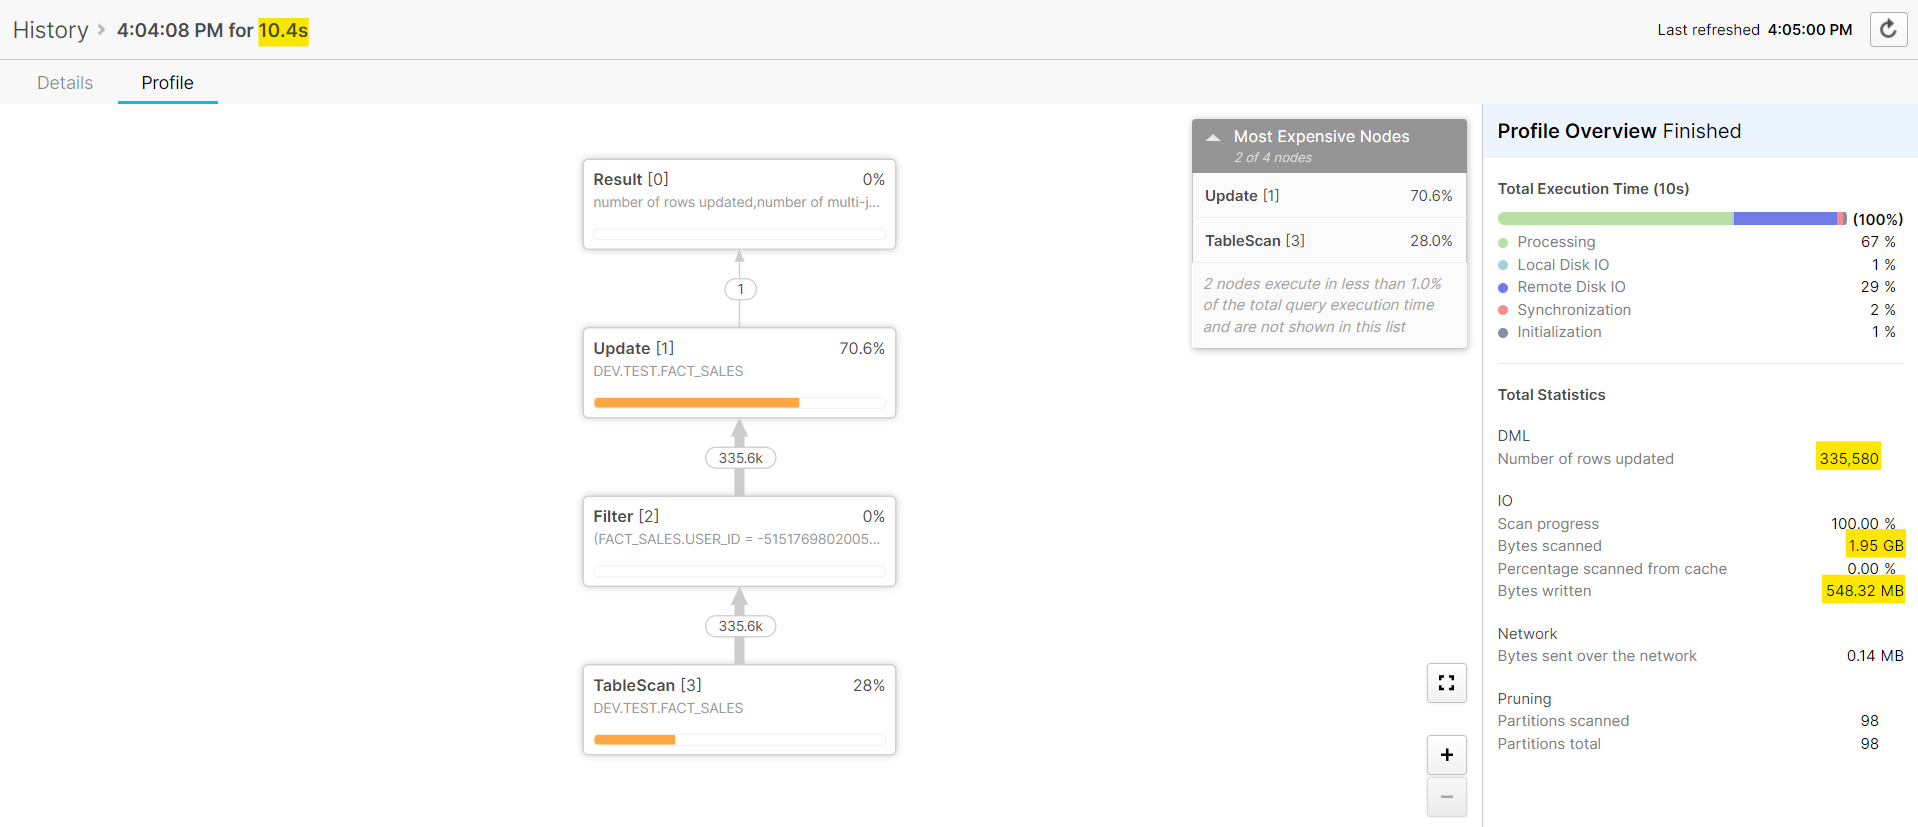 History > 4:04:08 PM for 10.4s
Last refreshed 4:05:00 PM
Details Profile
Result [0] 0%
number of rows updated,number of multi-j...
1
Update [1] 70.6%
DEV.TEST.FACT_SALES
335.6k
Filter [2] 0%
(FACT_SALES.USER_ID = -5151769802005...
335.6k
TableScan [3] 28%
DEV.TEST.FACT_SALES
Most Expensive Nodes
2 of 4 nodes
Update [1] 70.6%
TableScan [3] 28.0%
2 nodes execute in less than 1.0%
of the total query execution time
and are not shown in this list
+
−
Profile Overview Finished
Total Execution Time (10s)
(100%)
Processing 67 %
Local Disk IO 1 %
Remote Disk IO 29 %
Synchronization 2 %
Initialization 1 %
Total Statistics
DML
Number of rows updated 335,580
IO
Scan progress 100.00 %
Bytes scanned 1.95 GB
Percentage scanned from cache 0.00 %
Bytes written 548.32 MB
Network
Bytes sent over the network 0.14 MB
Pruning
Partitions scanned 98
Partitions total 98